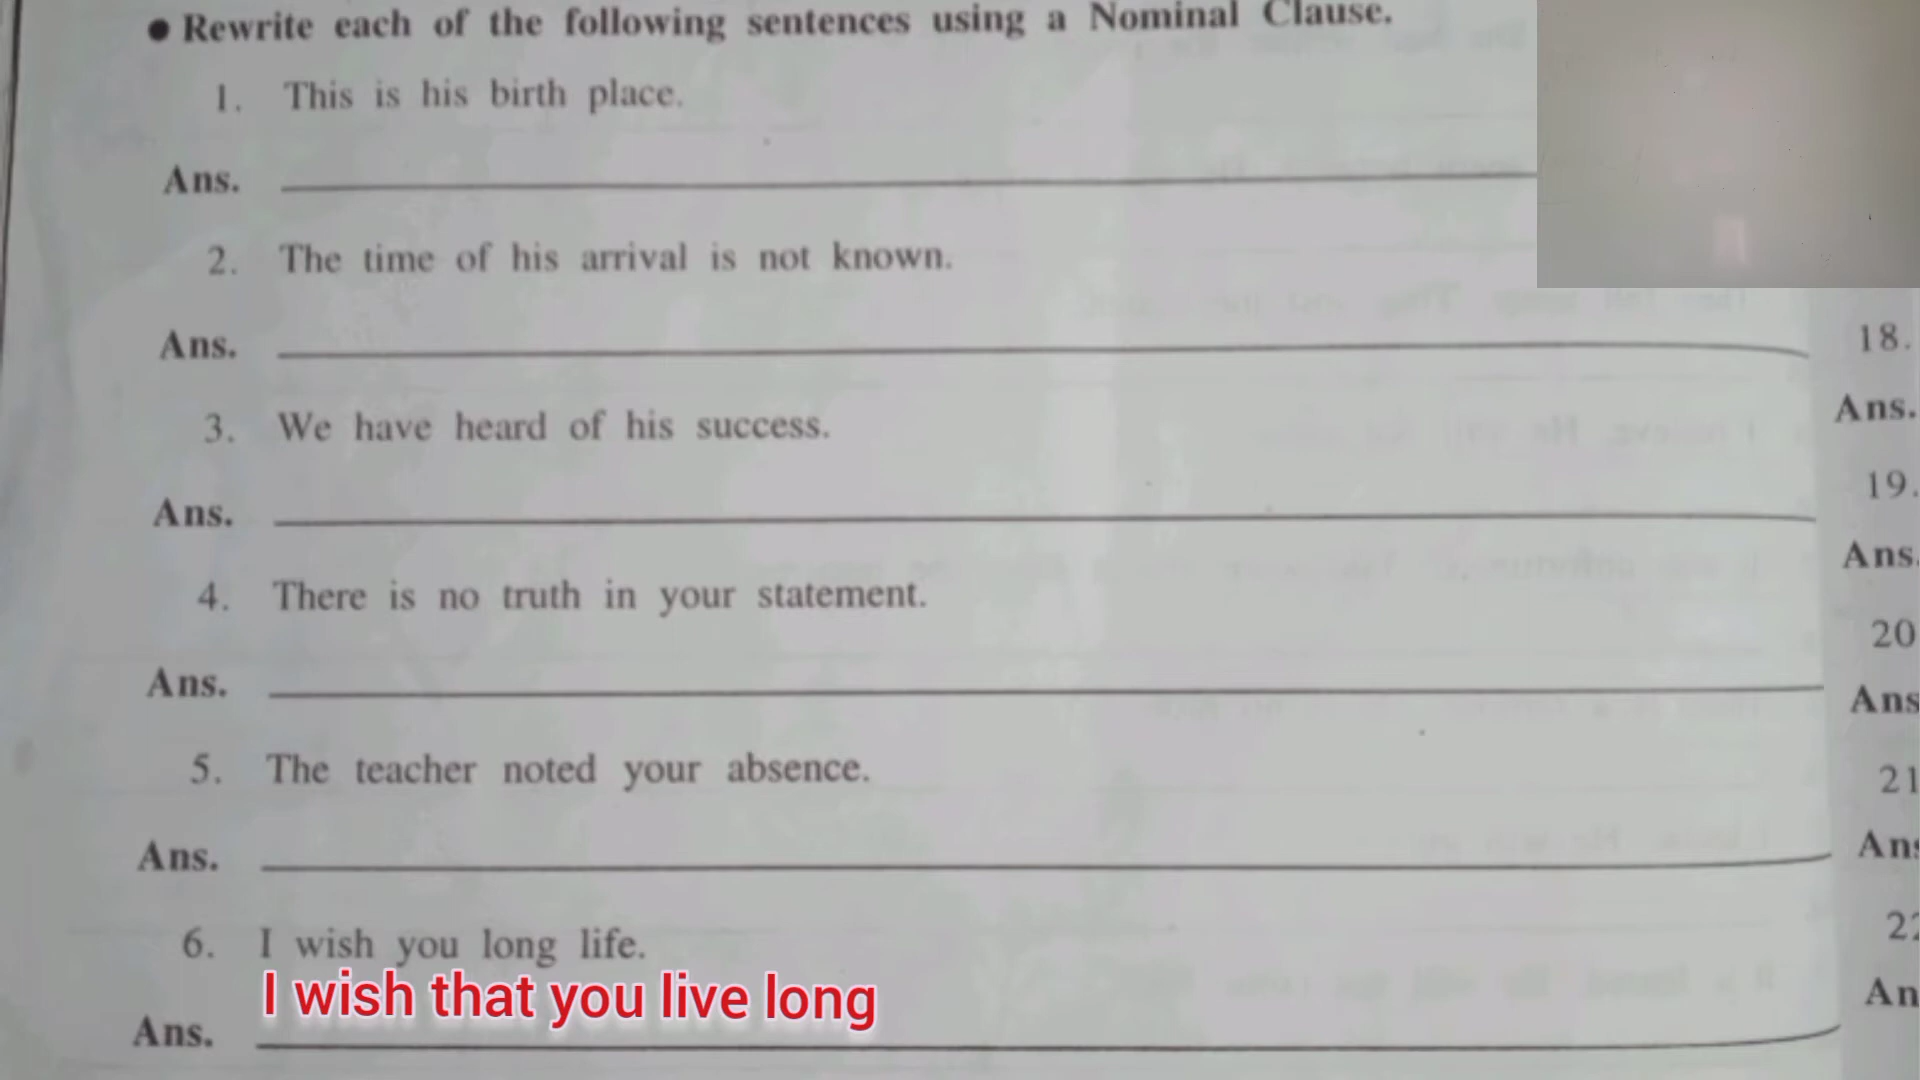 ● Rewrite each of the following sentences using a Nominal Clause.
1. This is his birth place.
Ans.
2. The time of his arrival is not known.
Ans.
3. We have heard of his success.
Ans.
4. There is no truth in your statement.
Ans.
5. The teacher noted your absence.
Ans.
6. I wish you long life.
I wish that you live long
Ans.
18.
Ans.
19.
Ans.
20
Ans
21
Ans
An